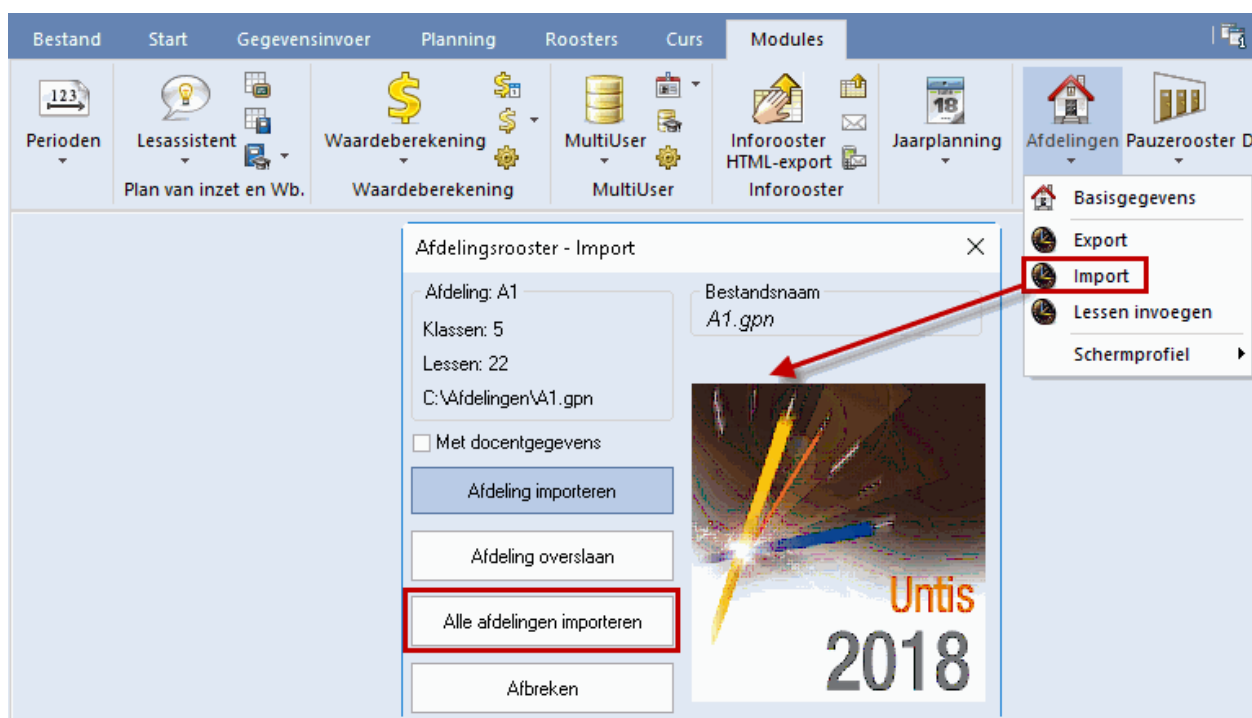 Bestand Start Gegevensinvoer Planning Roosters Curs Modules
123 18
Perioden Lesassistent Waardeberekening MultiUser Inforooster Jaarplanning Afdelingen Pauzerooster D
HTML-export
Plan van inzet en Wb. Waardeberekening MultiUser Inforooster
Basisgegevens
Export
Import
Lessen invoegen
Schermprofiel
Afdelingsrooster - Import
Afdeling: A1
Klassen: 5
Lessen: 22
C:\Afdelingen\A1.gpn
Bestandsnaam
A1.gpn
Met docentgegevens
Afdeling importeren
Afdeling overslaan
Alle afdelingen importeren
Afbreken
Untis
2018